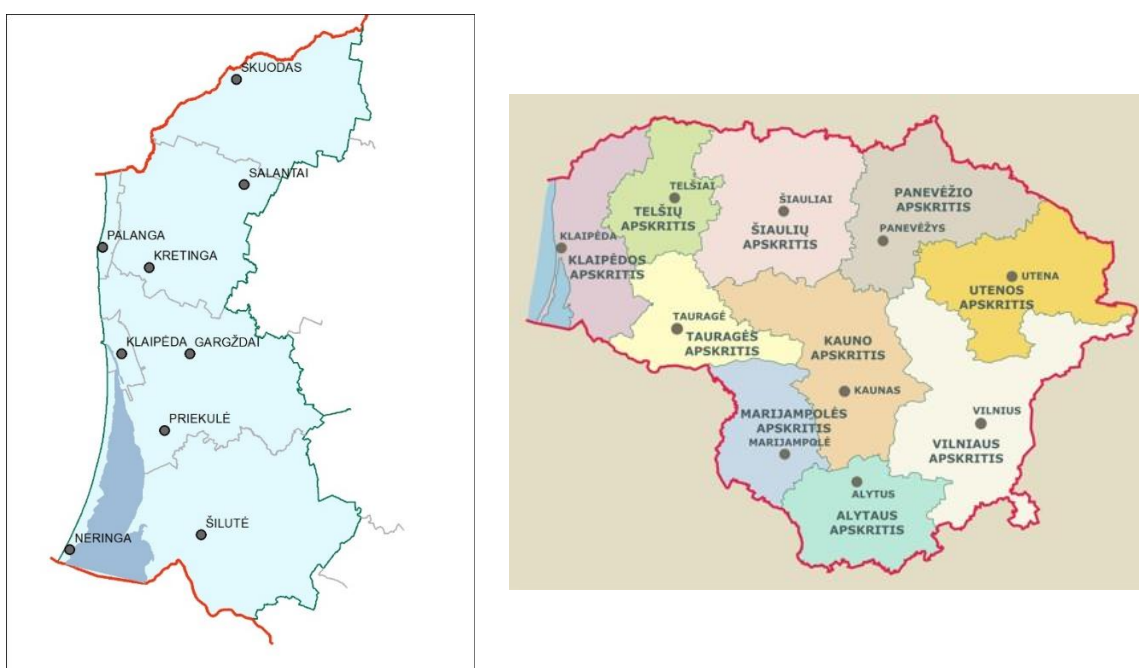 SKUODAS
SALANTAI
PALANGA
KRETINGA
KLAIPĖDA
GARGŽDAI
PRIEKULĖ
ŠILUTĖ
NERINGA
TELŠIAI
TELŠIŲ
APSKRITIS
ŠIAULIAI
ŠIAULIŲ
APSKRITIS
PANEVĖŽIO
APSKRITIS
PANEVĖŽYS
KLAIPĖDA
KLAIPĖDOS
APSKRITIS
UTENA
UTENOS
APSKRITIS
TAURAGĖ
TAURAGĖS
APSKRITIS
KAUNO
APSKRITIS
KAUNAS
MARIJAMPOLĖS
APSKRITIS
MARIJAMPOLĖ
VILNIUS
VILNIAUS
APSKRITIS
ALYTUS
ALYTAUS
APSKRITIS